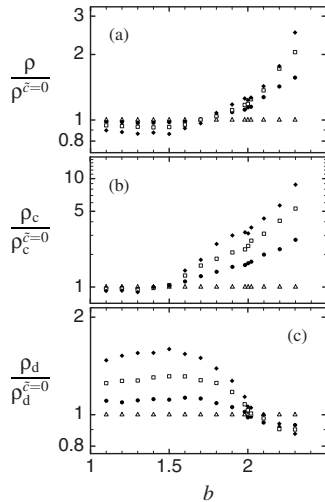 3
2
(a)
ρ
ρ^{c̃=0}
1
0.8
10
(b)
5
ρ_c
ρ_c^{c̃=0}
1
2
(c)
ρ_d
ρ_d^{c̃=0}
1
0.8
1 1.5 2
b